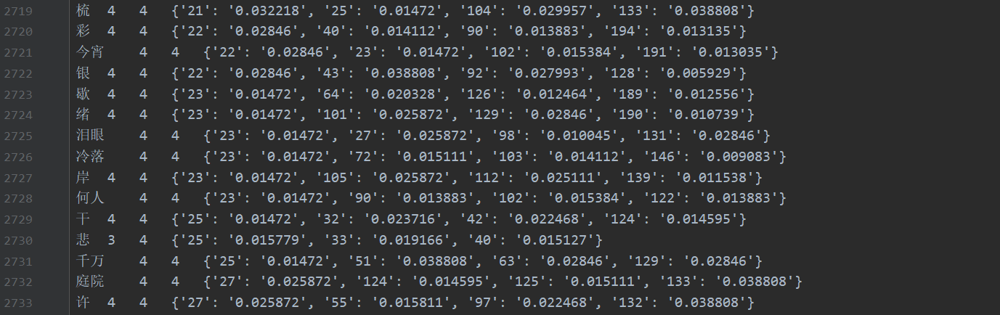 2719 梳 4 4 {'21': '0.032218', '25': '0.01472', '104': '0.029957', '133': '0.038808'}
2720 彩 4 4 {'22': '0.02846', '40': '0.014112', '90': '0.013883', '194': '0.013135'}
2721 今宵 4 4 {'22': '0.02846', '23': '0.01472', '102': '0.015384', '191': '0.013035'}
2722 银 4 4 {'22': '0.02846', '43': '0.038808', '92': '0.027993', '128': '0.005929'}
2723 歇 4 4 {'23': '0.01472', '64': '0.020328', '126': '0.012464', '189': '0.012556'}
2724 绪 4 4 {'23': '0.01472', '101': '0.025872', '129': '0.02846', '190': '0.010739'}
2725 泪眼 4 4 {'23': '0.01472', '27': '0.025872', '98': '0.010045', '131': '0.02846'}
2726 冷落 4 4 {'23': '0.01472', '72': '0.015111', '103': '0.014112', '146': '0.009083'}
2727 岸 4 4 {'23': '0.01472', '105': '0.025872', '112': '0.025111', '139': '0.011538'}
2728 何人 4 4 {'23': '0.01472', '90': '0.013883', '102': '0.015384', '122': '0.013883'}
2729 干 4 4 {'25': '0.01472', '32': '0.023716', '42': '0.022468', '124': '0.014595'}
2730 悲 3 4 {'25': '0.015779', '33': '0.019166', '40': '0.015127'}
2731 千万 4 4 {'25': '0.01472', '51': '0.038808', '63': '0.02846', '129': '0.02846'}
2732 庭院 4 4 {'27': '0.025872', '124': '0.014595', '125': '0.015111', '133': '0.038808'}
2733 许 4 4 {'27': '0.025872', '55': '0.015811', '97': '0.022468', '132': '0.038808'}